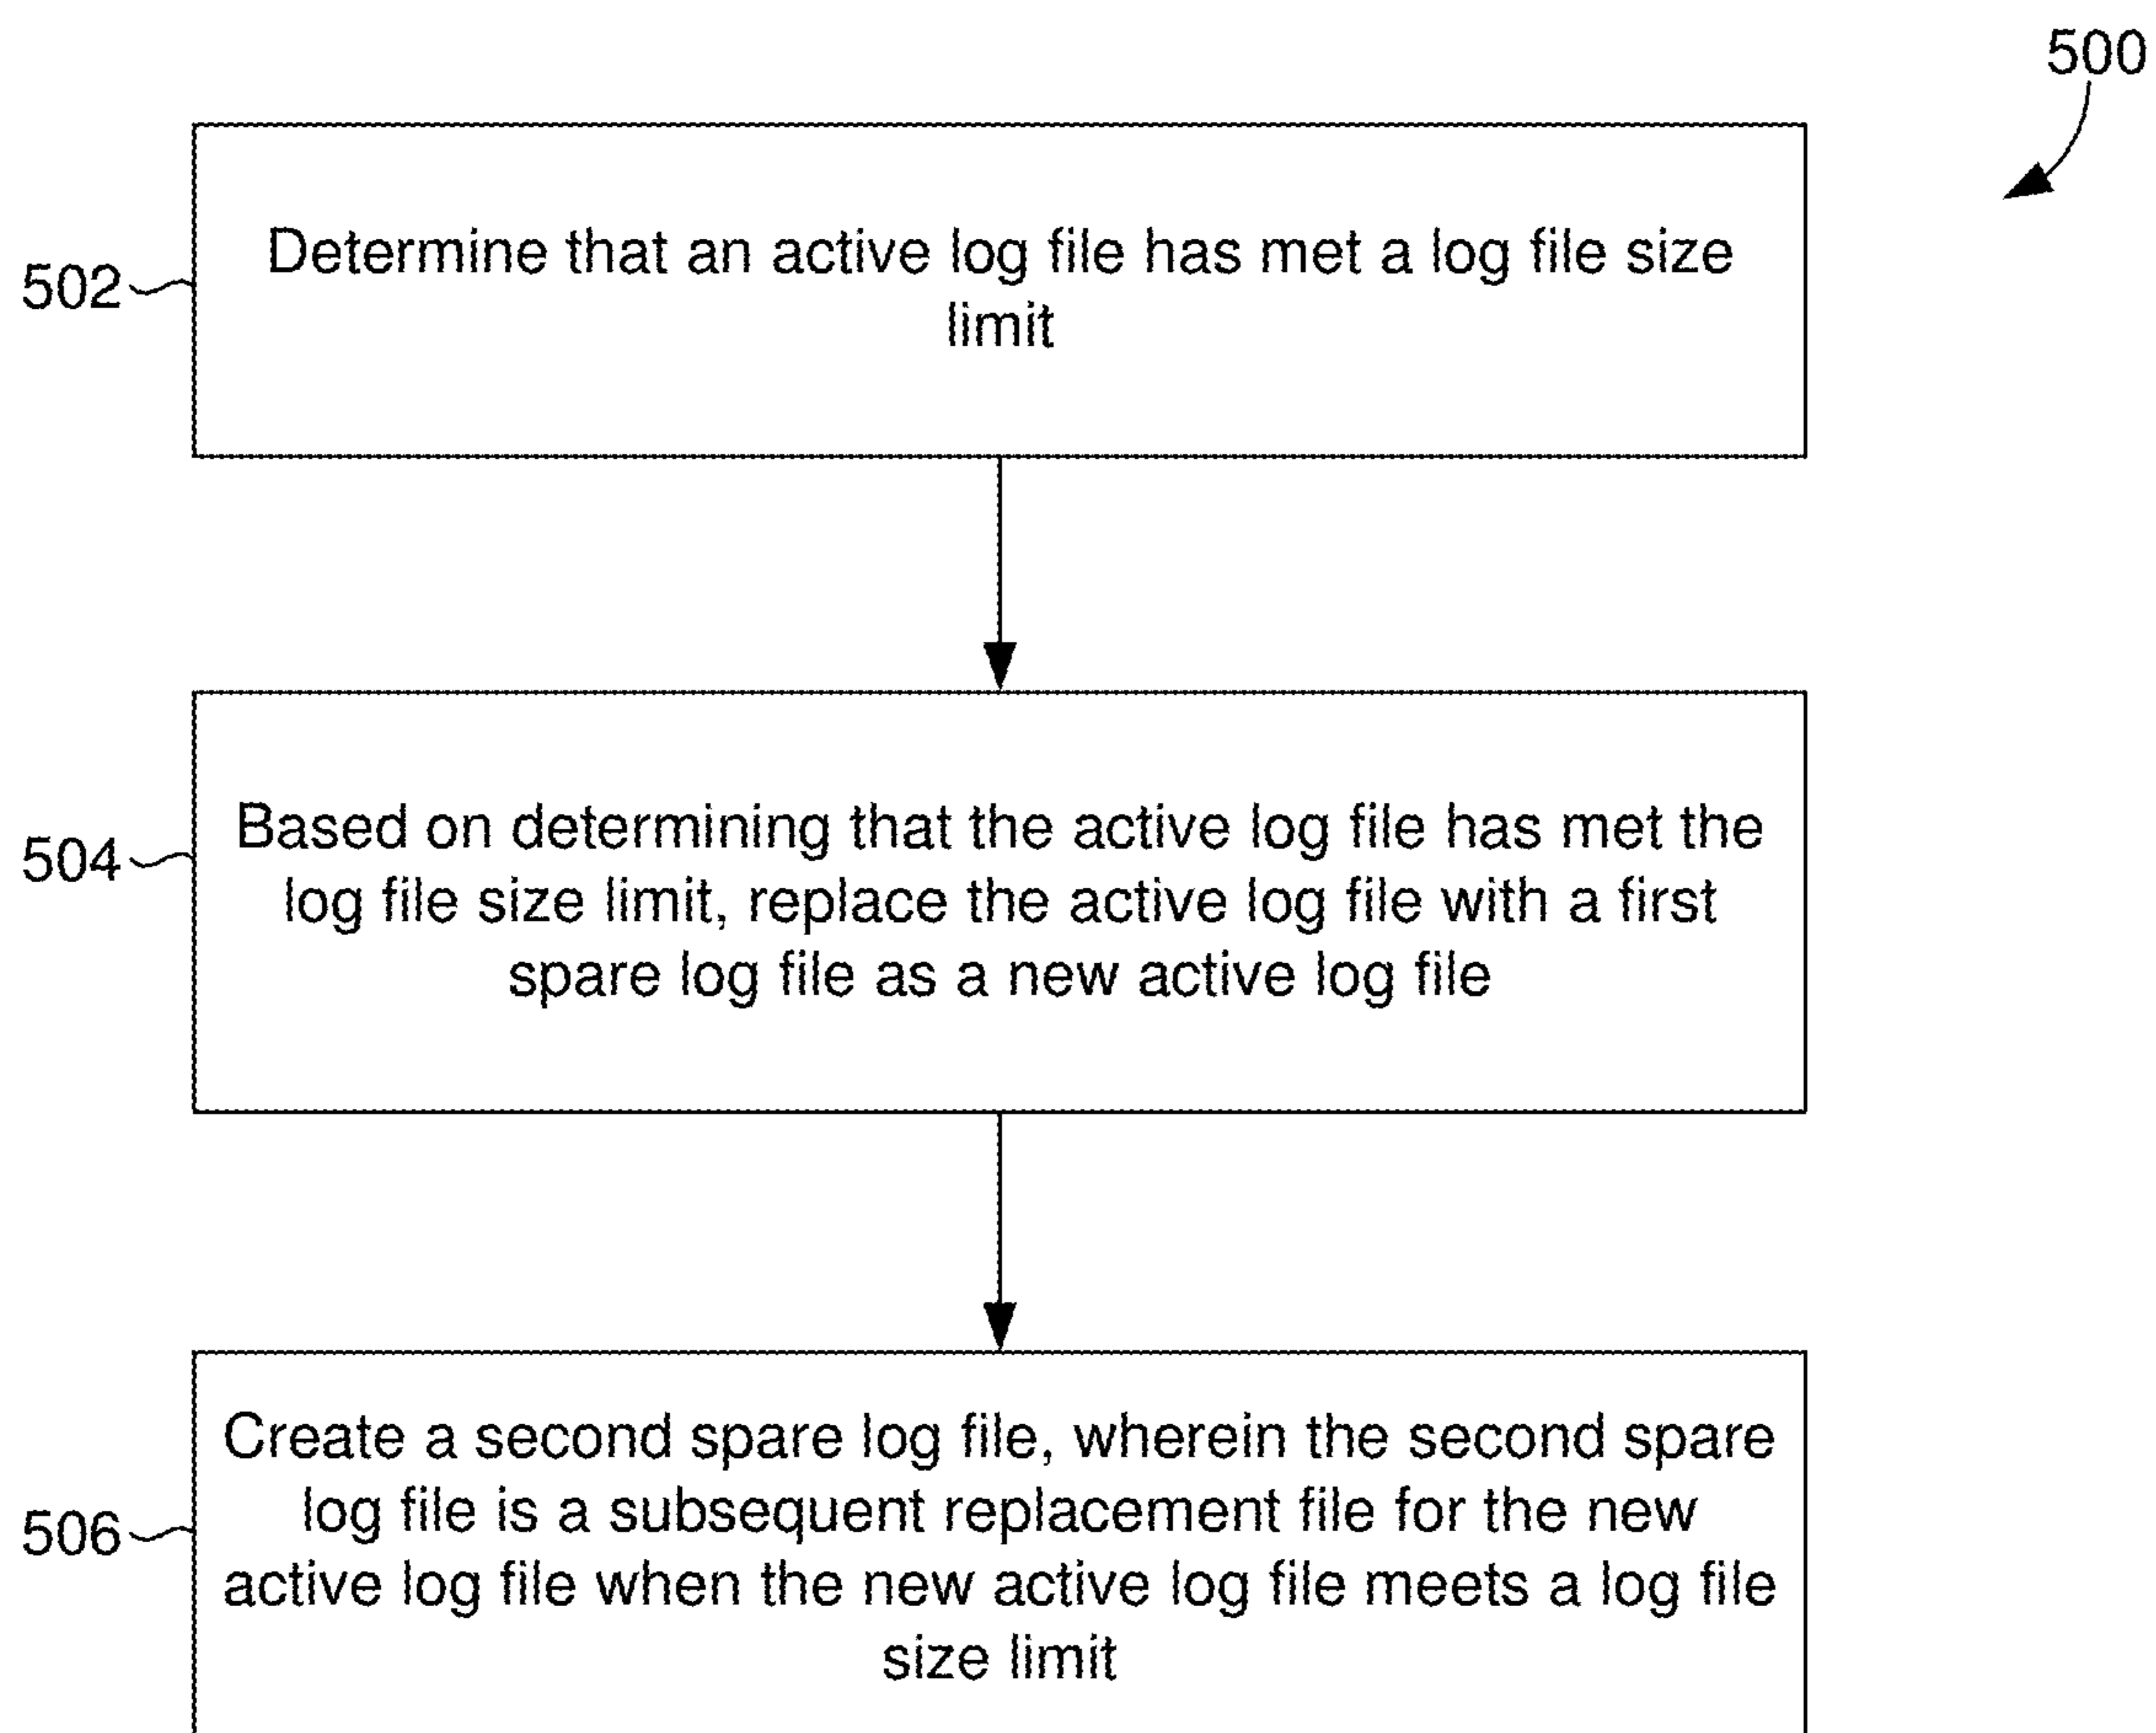 500
502
Determine that an active log file has met a log file size
limit
504
Based on determining that the active log file has met the
log file size limit, replace the active log file with a first
spare log file as a new active log file
506
Create a second spare log file, wherein the second spare
log file is a subsequent replacement file for the new
active log file when the new active log file meets a log file
size limit